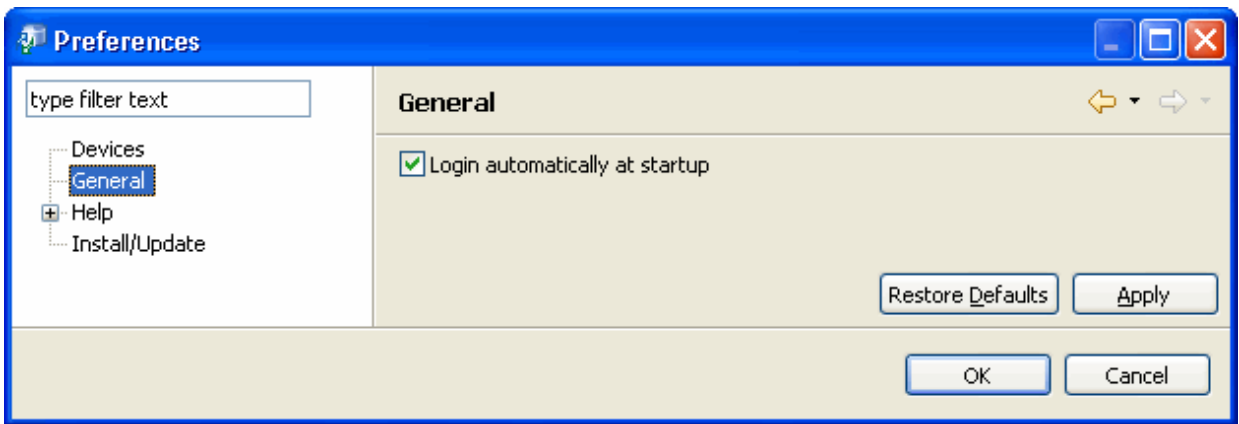 Preferences
type filter text
General
Devices
General
Help
Install/Update
Login automatically at startup
Restore Defaults
Apply
OK
Cancel